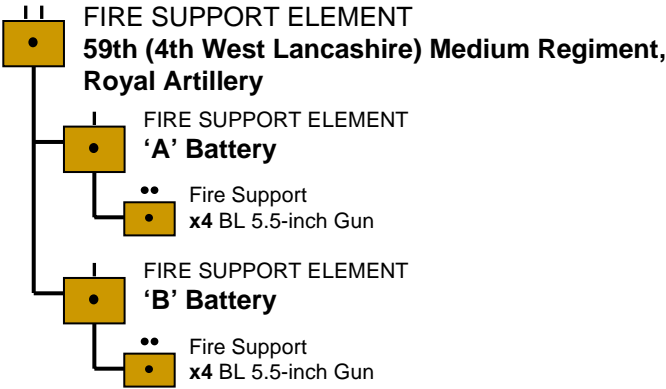 FIRE SUPPORT ELEMENT
59th (4th West Lancashire) Medium Regiment,
Royal Artillery
FIRE SUPPORT ELEMENT
‘A’ Battery
Fire Support
x4 BL 5.5-inch Gun
FIRE SUPPORT ELEMENT
‘B’ Battery
Fire Support
x4 BL 5.5-inch Gun